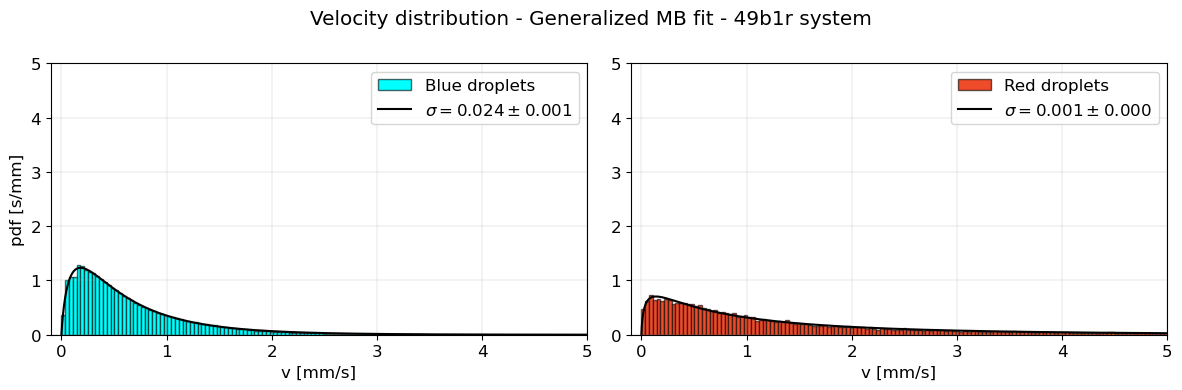 Velocity distribution - Generalized MB fit - 49b1r system
Blue droplets
σ = 0.024 ± 0.001
pdf [s/mm]
5
4
3
2
1
0
0 1 2 3 4 5
v [mm/s]
Red droplets
σ = 0.001 ± 0.000
5
4
3
2
1
0
0 1 2 3 4 5
v [mm/s]